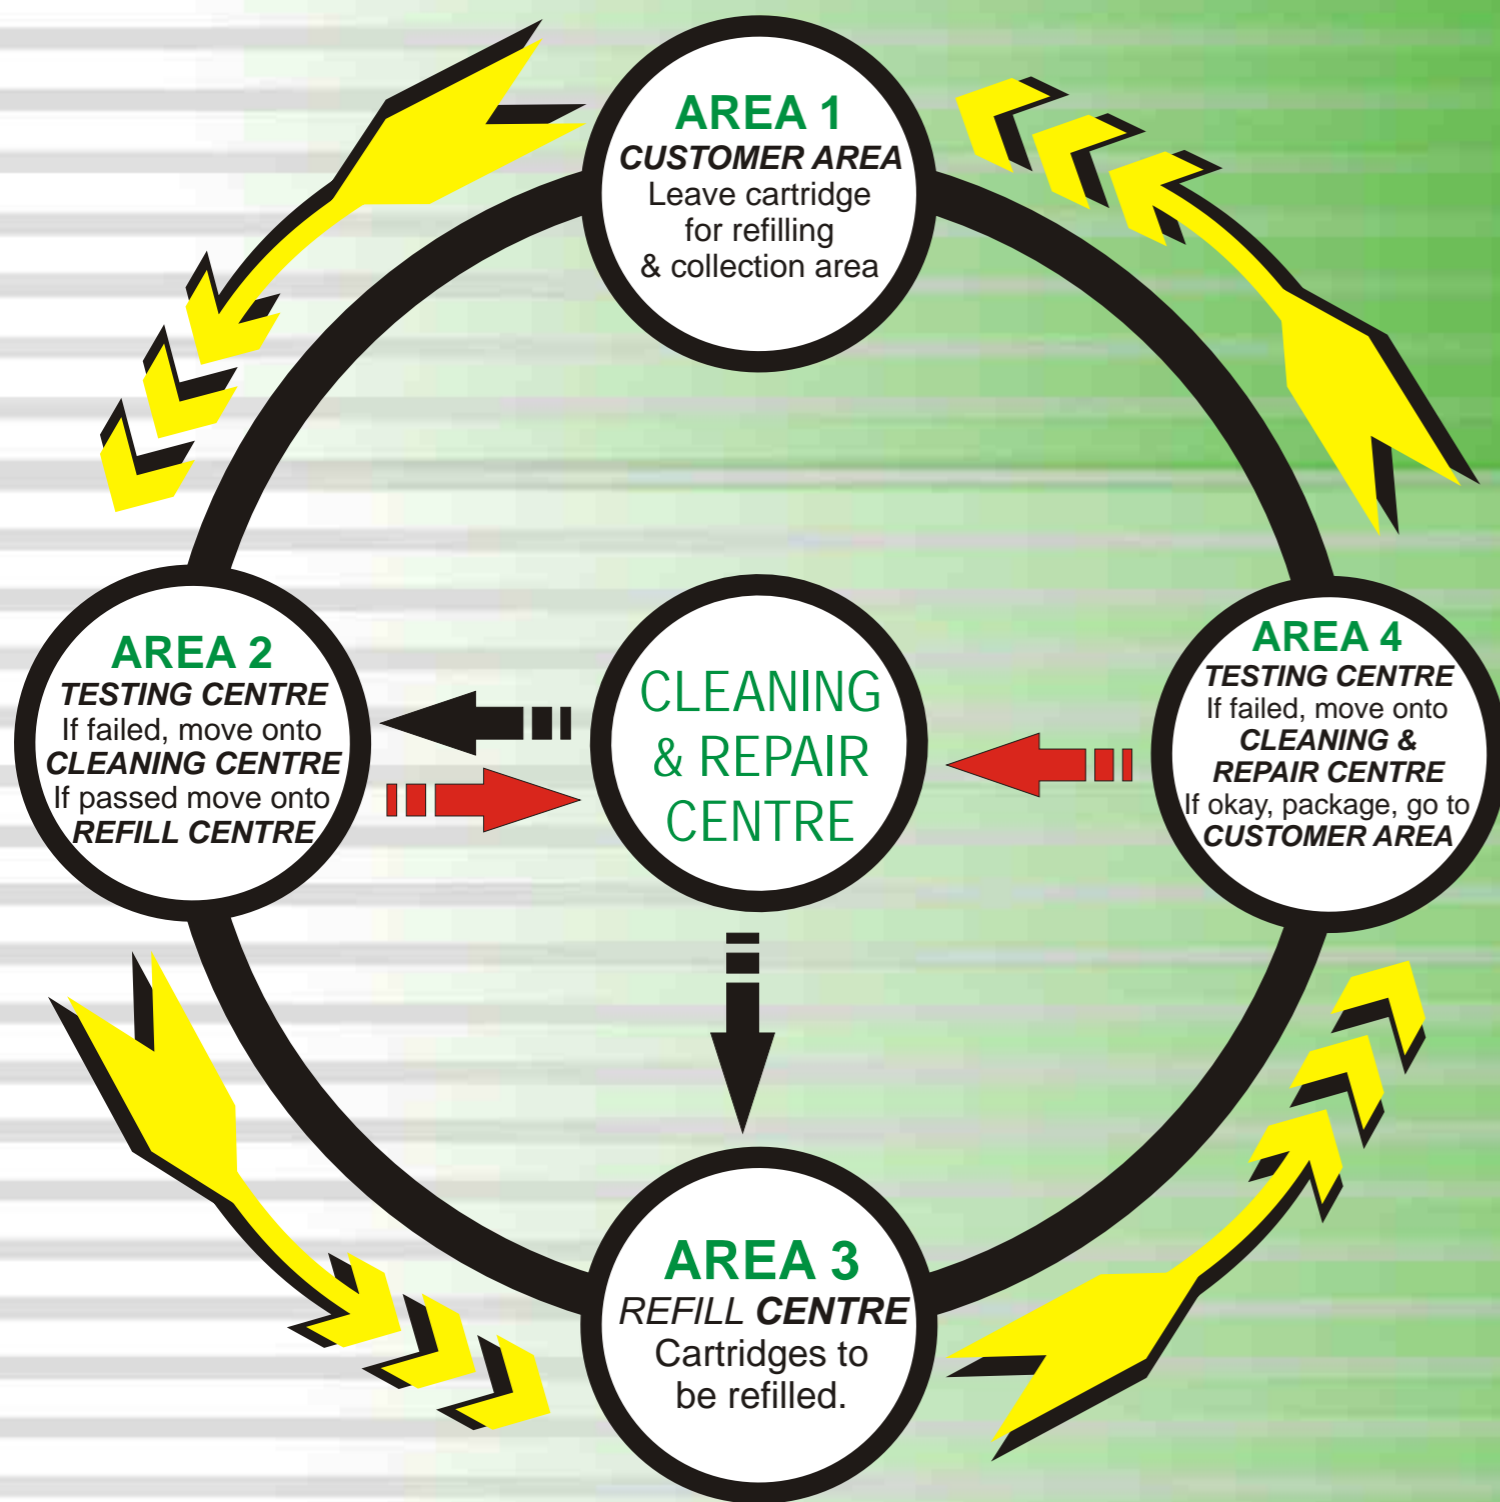 AREA 1
CUSTOMER AREA
Leave cartridge
for refilling
& collection area
AREA 2
TESTING CENTRE
If failed, move onto
CLEANING CENTRE
If passed move onto
REFILL CENTRE
CLEANING
& REPAIR
CENTRE
AREA 4
TESTING CENTRE
If failed, move onto
CLEANING &
REPAIR CENTRE
If okay, package, go to
CUSTOMER AREA
AREA 3
REFILL CENTRE
Cartridges to
be refilled.